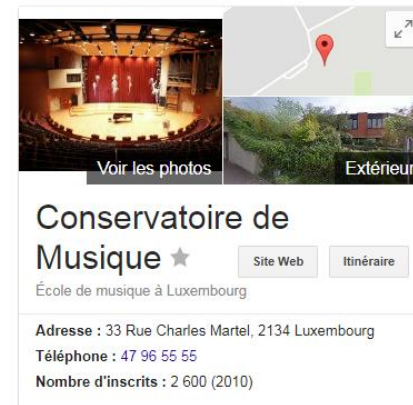 Voir les photos
Extérieur
Conservatoire de
Musique
Site Web
Itinéraire
École de musique à Luxembourg
Adresse : 33 Rue Charles Martel, 2134 Luxembourg
Téléphone : 47 96 55 55
Nombre d'inscrits : 2 600 (2010)